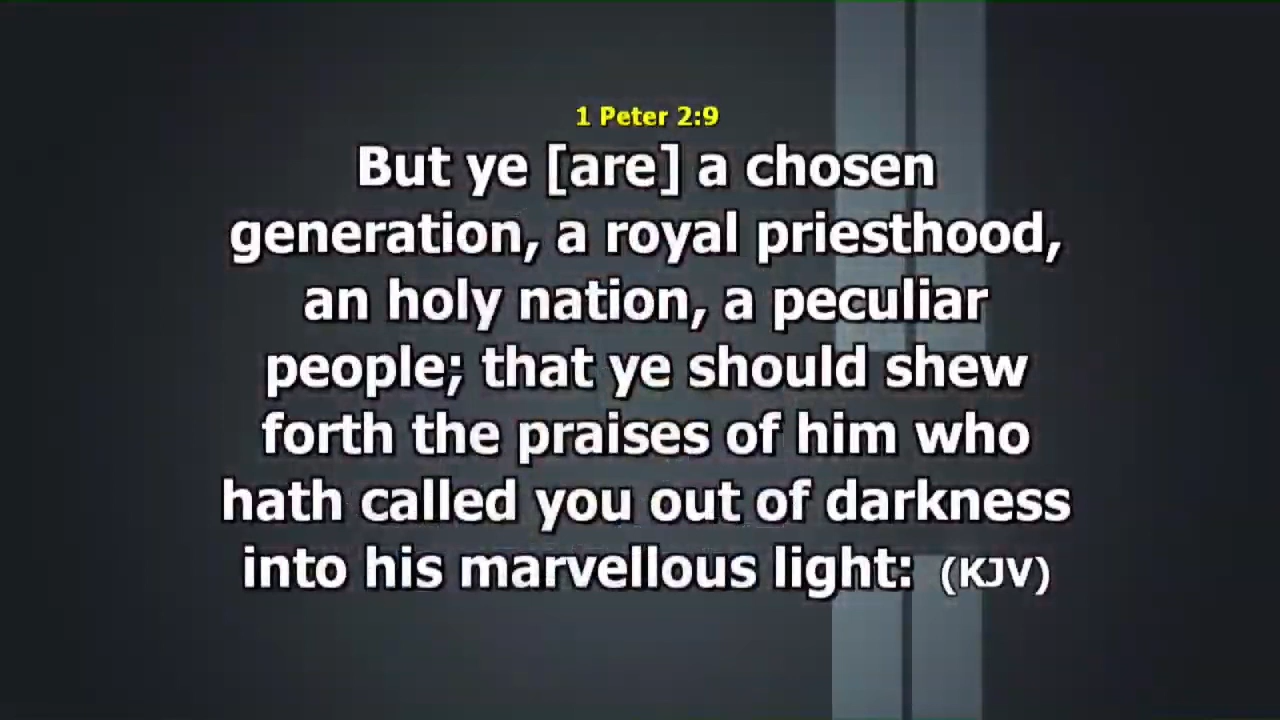 1 Peter 2:9
But ye [are] a chosen
generation, a royal priesthood,
an holy nation, a peculiar
people; that ye should shew
forth the praises of him who
hath called you out of darkness
into his marvellous light: (KJV)